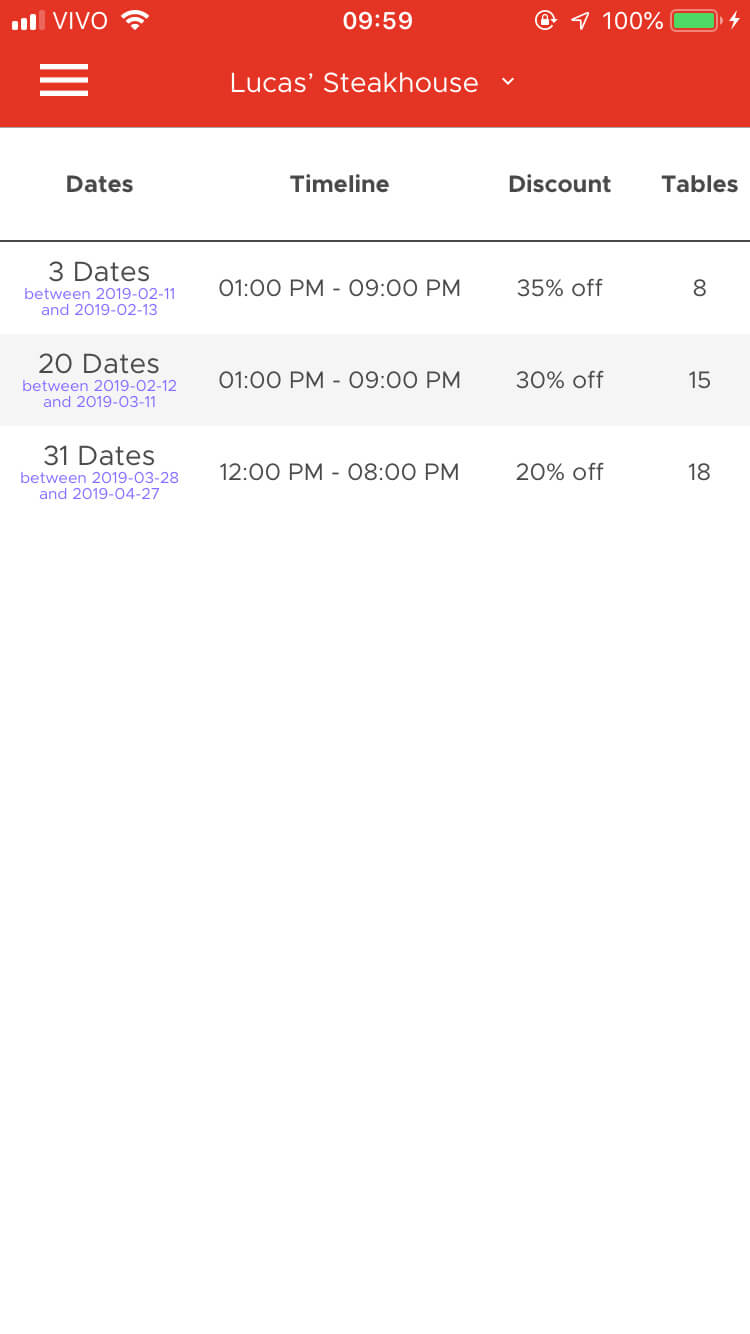 VIVO 09:59 100%
Lucas’ Steakhouse
Dates Timeline Discount Tables
3 Dates
between 2019-02-11
and 2019-02-13
01:00 PM - 09:00 PM 35% off 8
20 Dates
between 2019-02-12
and 2019-03-11
01:00 PM - 09:00 PM 30% off 15
31 Dates
between 2019-03-28
and 2019-04-27
12:00 PM - 08:00 PM 20% off 18